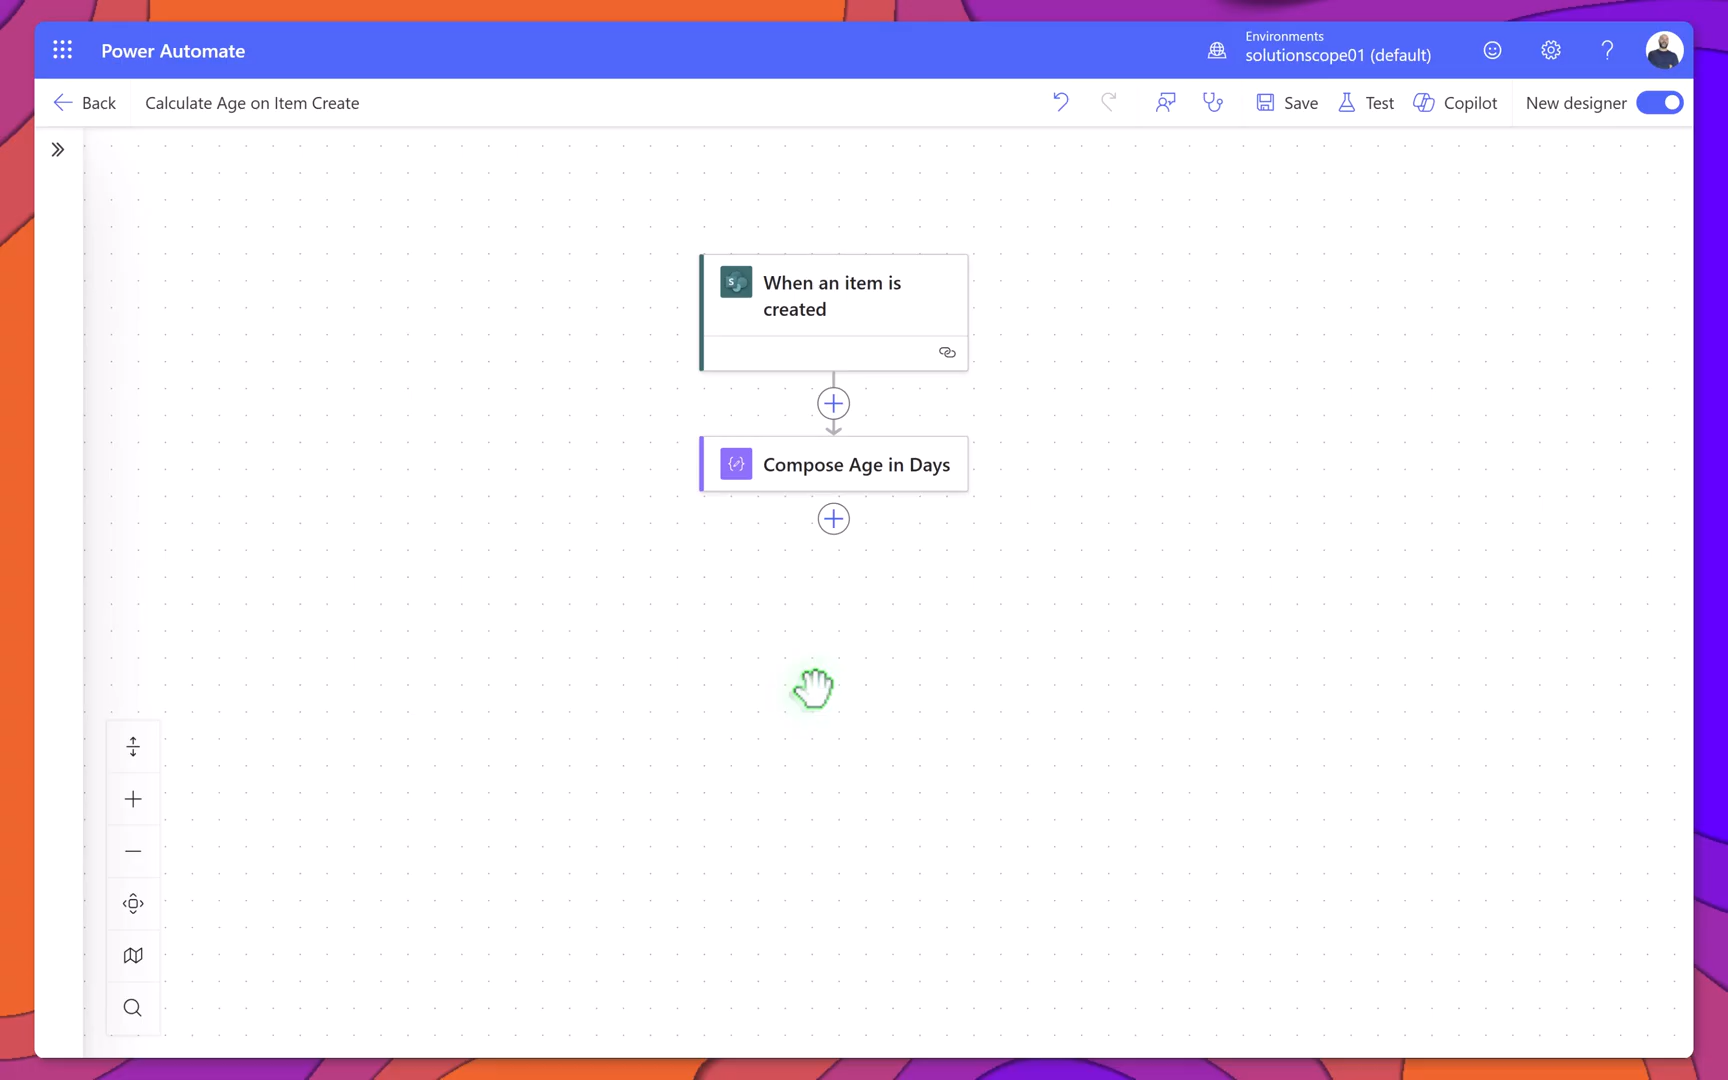 Power Automate
Environments
solutionscope01 (default)
Back
Calculate Age on Item Create
Save
Test
Copilot
New designer
When an item is
created
Compose Age in Days